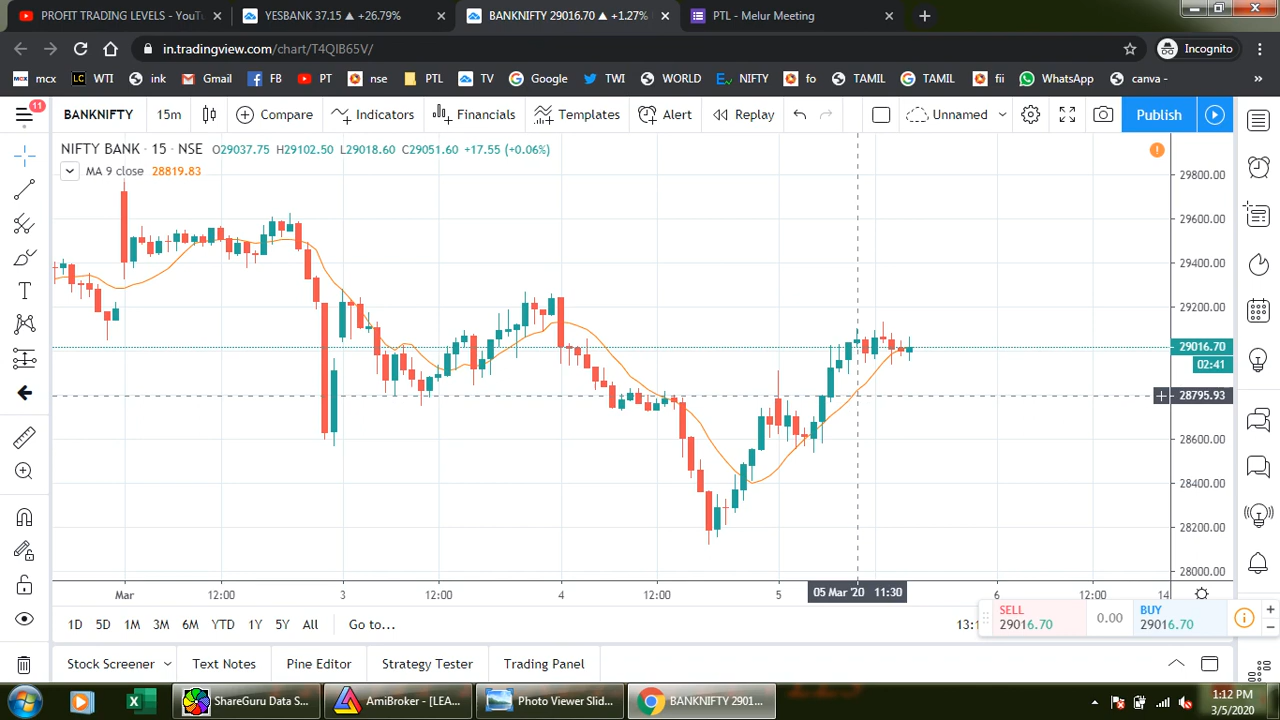 PROFIT TRADING LEVELS - YouTu
YESBANK 37.15 ▲ +26.79%
BANKNIFTY 29016.70 ▲ +1.27%
PTL - Melur Meeting
in.tradingview.com/chart/T4QIB65V/
Incognito
mcx
WTI
ink
Gmail
FB
PT
nse
PTL
TV
Google
TWI
WORLD
NIFTY
fo
TAMIL
TAMIL
fii
WhatsApp
canva -
»
11
BANKNIFTY
15m
Compare
Indicators
Financials
Templates
Alert
Replay
Unnamed
Publish
NIFTY BANK · 15 · NSE O29037.75 H29102.50 L29018.60 C29051.60 +17.55 (+0.06%)
MA 9 close 28819.83
29800.00
29600.00
29400.00
29200.00
29016.70
02:41
28795.93
28600.00
28400.00
28200.00
28000.00
Mar 12:00 3 12:00 4 12:00 5 05 Mar '20 11:30 6 12:00 14
1D 5D 1M 3M 6M YTD 1Y 5Y All Go to...
13:1
SELL
29016.70
0.00
BUY
29016.70
Stock Screener
Text Notes
Pine Editor
Strategy Tester
Trading Panel
ShareGuru Data S...
AmiBroker - [LEA...
Photo Viewer Slid...
BANKNIFTY 2901...
1:12 PM
3/5/2020